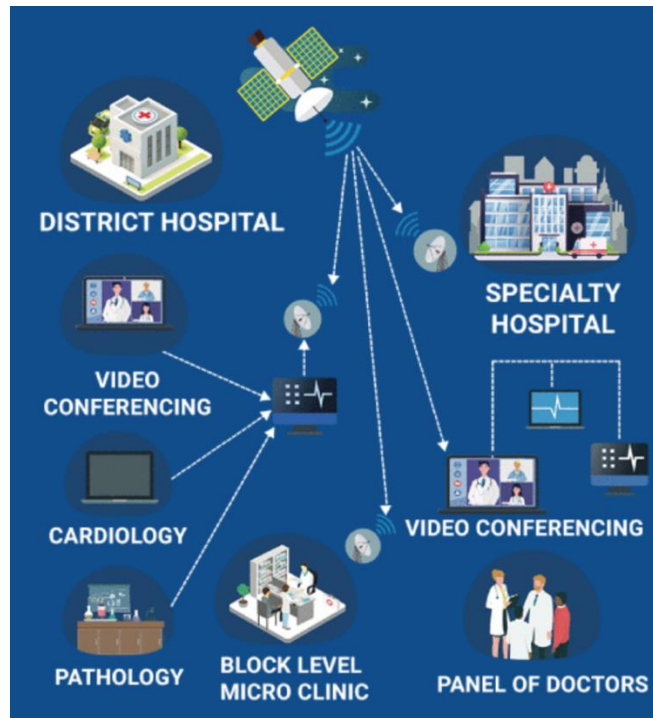 DISTRICT HOSPITAL
SPECIALTY
HOSPITAL
VIDEO
CONFERENCING
CARDIOLOGY
VIDEO CONFERENCING
PATHOLOGY
BLOCK LEVEL
MICRO CLINIC
PANEL OF DOCTORS